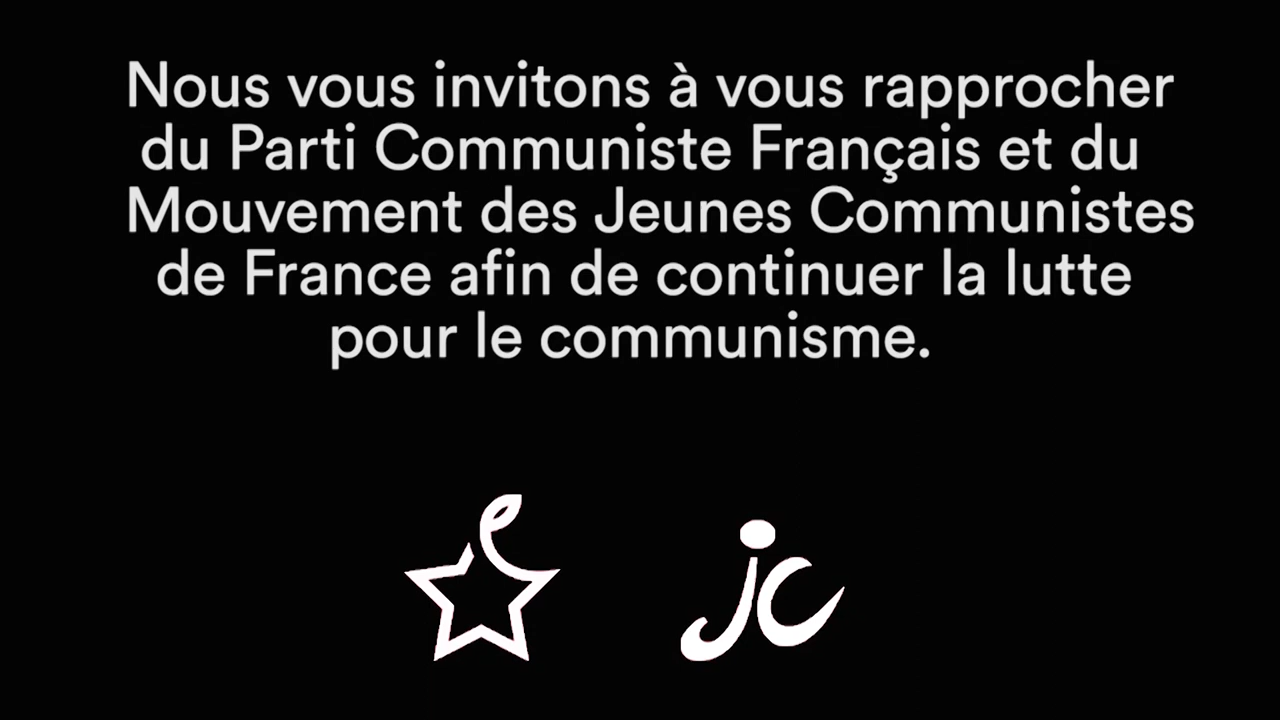 Nous vous invitons à vous rapprocher
du Parti Communiste Français et du
Mouvement des Jeunes Communistes
de France afin de continuer la lutte
pour le communisme.
jc